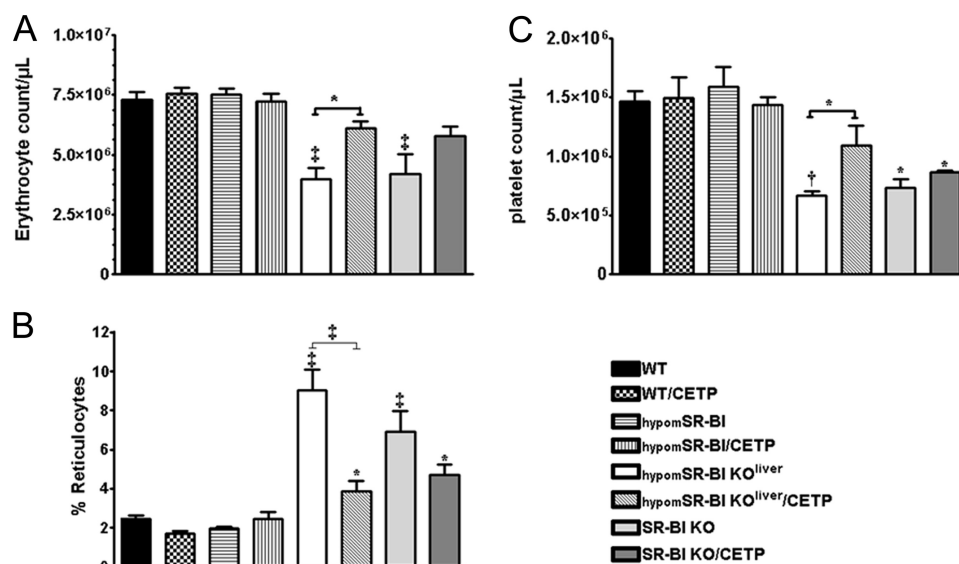 A
Erythrocyte count/µL
1.0×10⁷
7.5×10⁶
5.0×10⁶
2.5×10⁶
0
*
‡
‡
C
platelet count/µL
2.0×10⁶
1.5×10⁶
1.0×10⁶
5.0×10⁵
0
*
†
*
*
B
% Reticulocytes
12
10
8
6
4
2
0
‡
‡
*
‡
*
WT
WT/CETP
hypomSR-BI
hypomSR-BI/CETP
hypomSR-BI KOˡⁱᵛᵉʳ
hypomSR-BI KOˡⁱᵛᵉʳ/CETP
SR-BI KO
SR-BI KO/CETP